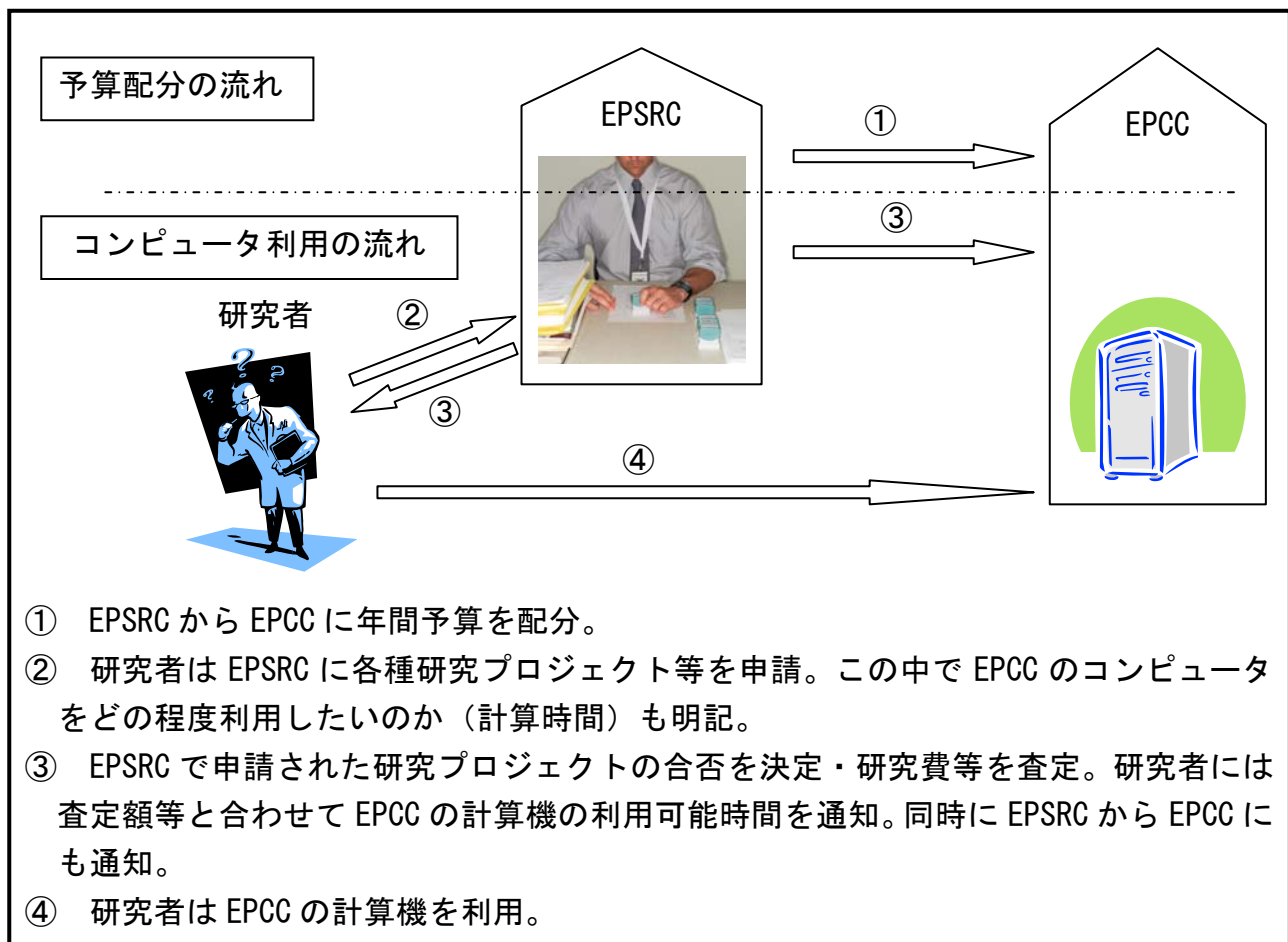 予算配分の流れ
EPSRC
①
EPCC
コンピュータ利用の流れ
③
研究者
②
③
④
① EPSRC から EPCC に年間予算を配分。
② 研究者は EPSRC に各種研究プロジェクト等を申請。この中で EPCC のコンピュータ
をどの程度利用したいのか（計算時間）も明記。
③ EPSRC で申請された研究プロジェクトの合否を決定・研究費等を査定。研究者には
査定額等と合わせて EPCC の計算機の利用可能時間を通知。同時に EPSRC から EPCC に
も通知。
④ 研究者は EPCC の計算機を利用。